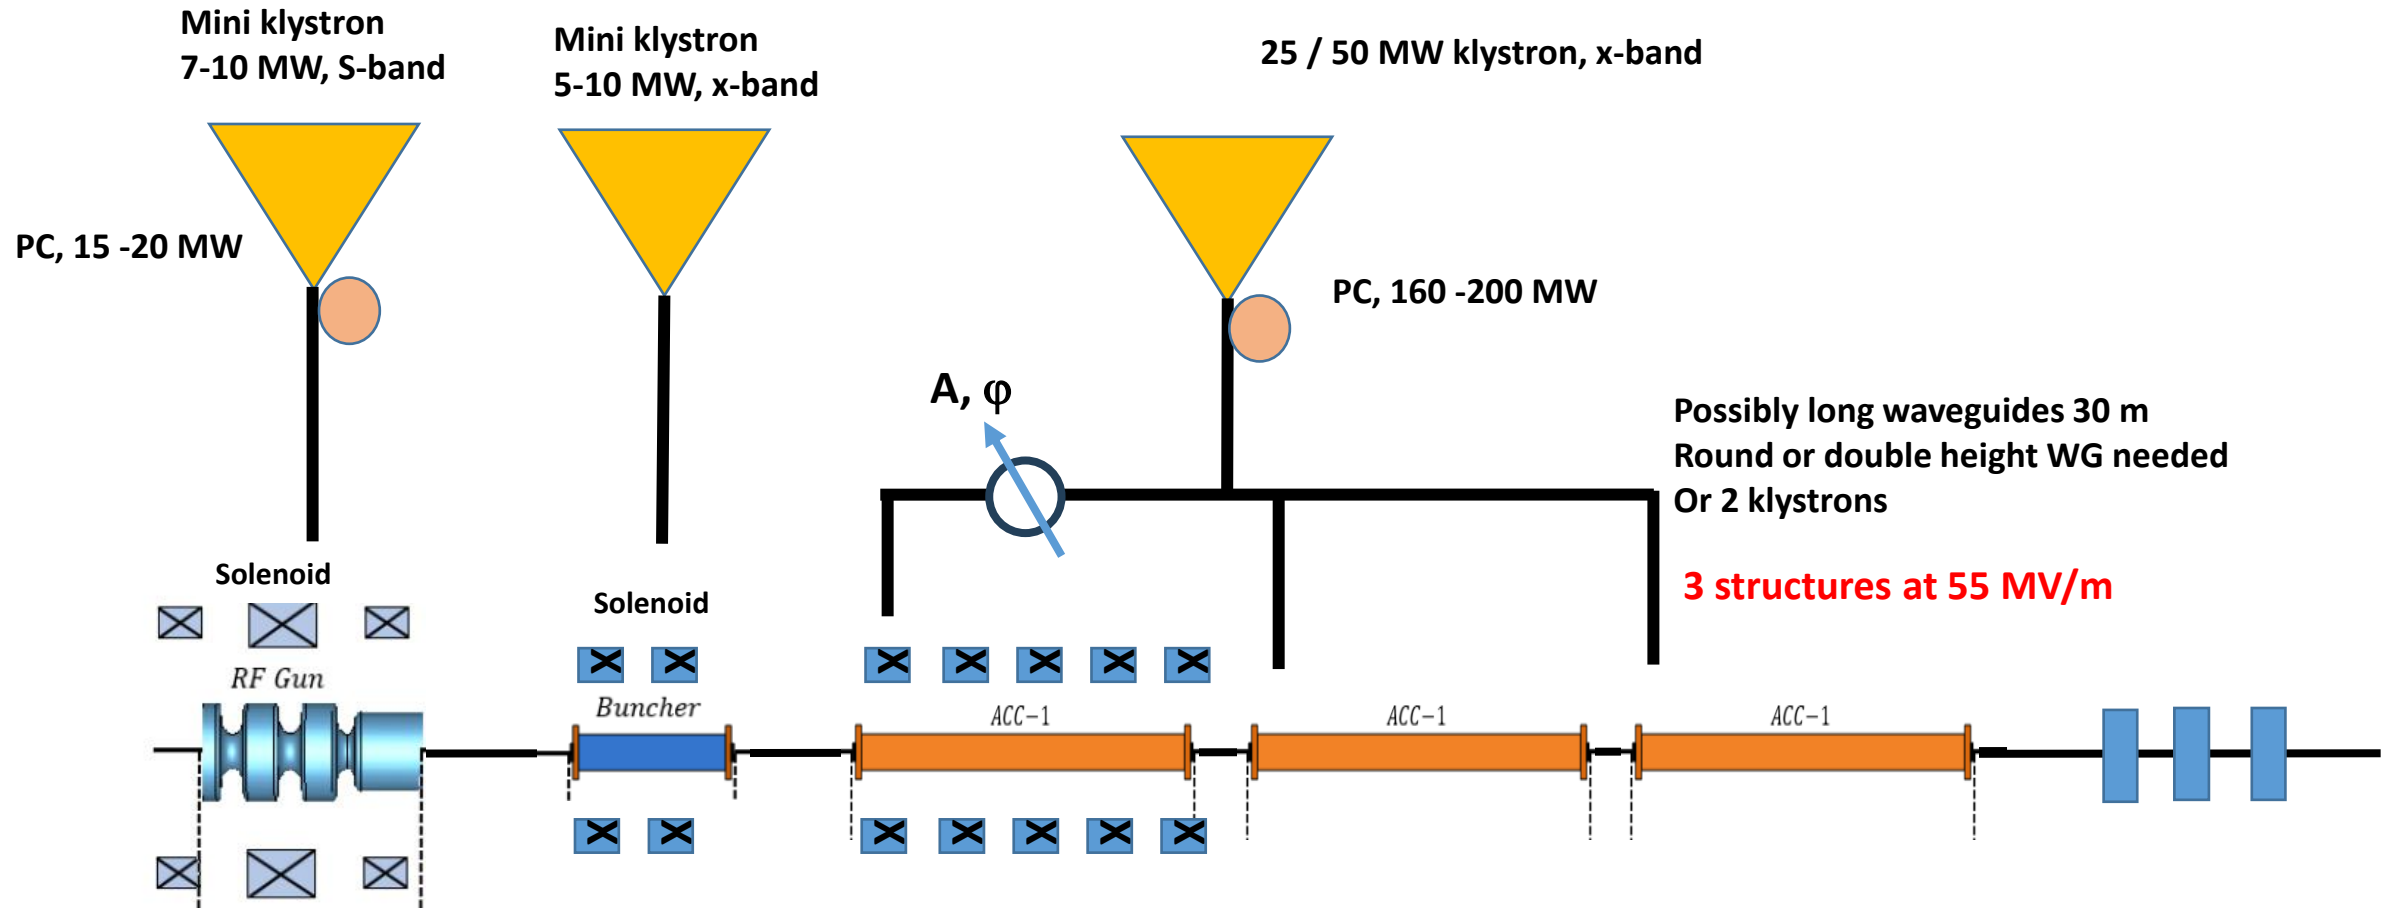 Mini klystron
7-10 MW, S-band
Mini klystron
5-10 MW, x-band
25 / 50 MW klystron, x-band
PC, 15 -20 MW
PC, 160 -200 MW
A, φ
Possibly long waveguides 30 m
Round or double height WG needed
Or 2 klystrons
Solenoid
Solenoid
3 structures at 55 MV/m
RF Gun
Buncher
ACC-1
ACC-1
ACC-1